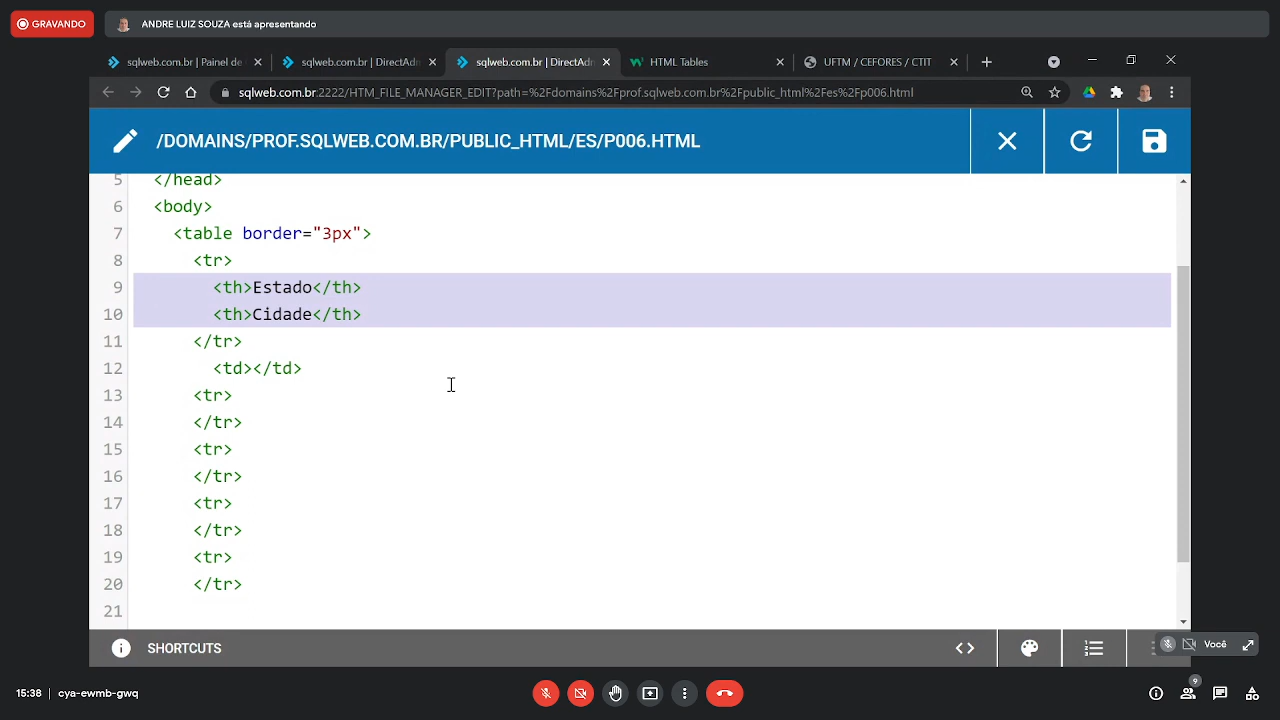 GRAVANDO
ANDRE LUIZ SOUZA está apresentando
sqlweb.com.br | Painel de
sqlweb.com.br | DirectAdn
sqlweb.com.br | DirectAdn
HTML Tables
UFTM / CEFORES / CTIT
sqlweb.com.br:2222/HTM_FILE_MANAGER_EDIT?path=%2Fdomains%2Fprof.sqlweb.com.br%2Fpublic_html%2Fes%2Fp006.html
/DOMAINS/PROF.SQLWEB.COM.BR/PUBLIC_HTML/ES/P006.HTML
5 </head>
6 <body>
7 <table border="3px">
8 <tr>
9 <th>Estado</th>
10 <th>Cidade</th>
11 </tr>
12 <td></td>
13 <tr>
14 </tr>
15 <tr>
16 </tr>
17 <tr>
18 </tr>
19 <tr>
20 </tr>
21
SHORTCUTS
Você
15:38
cya-ewmb-gwq
9